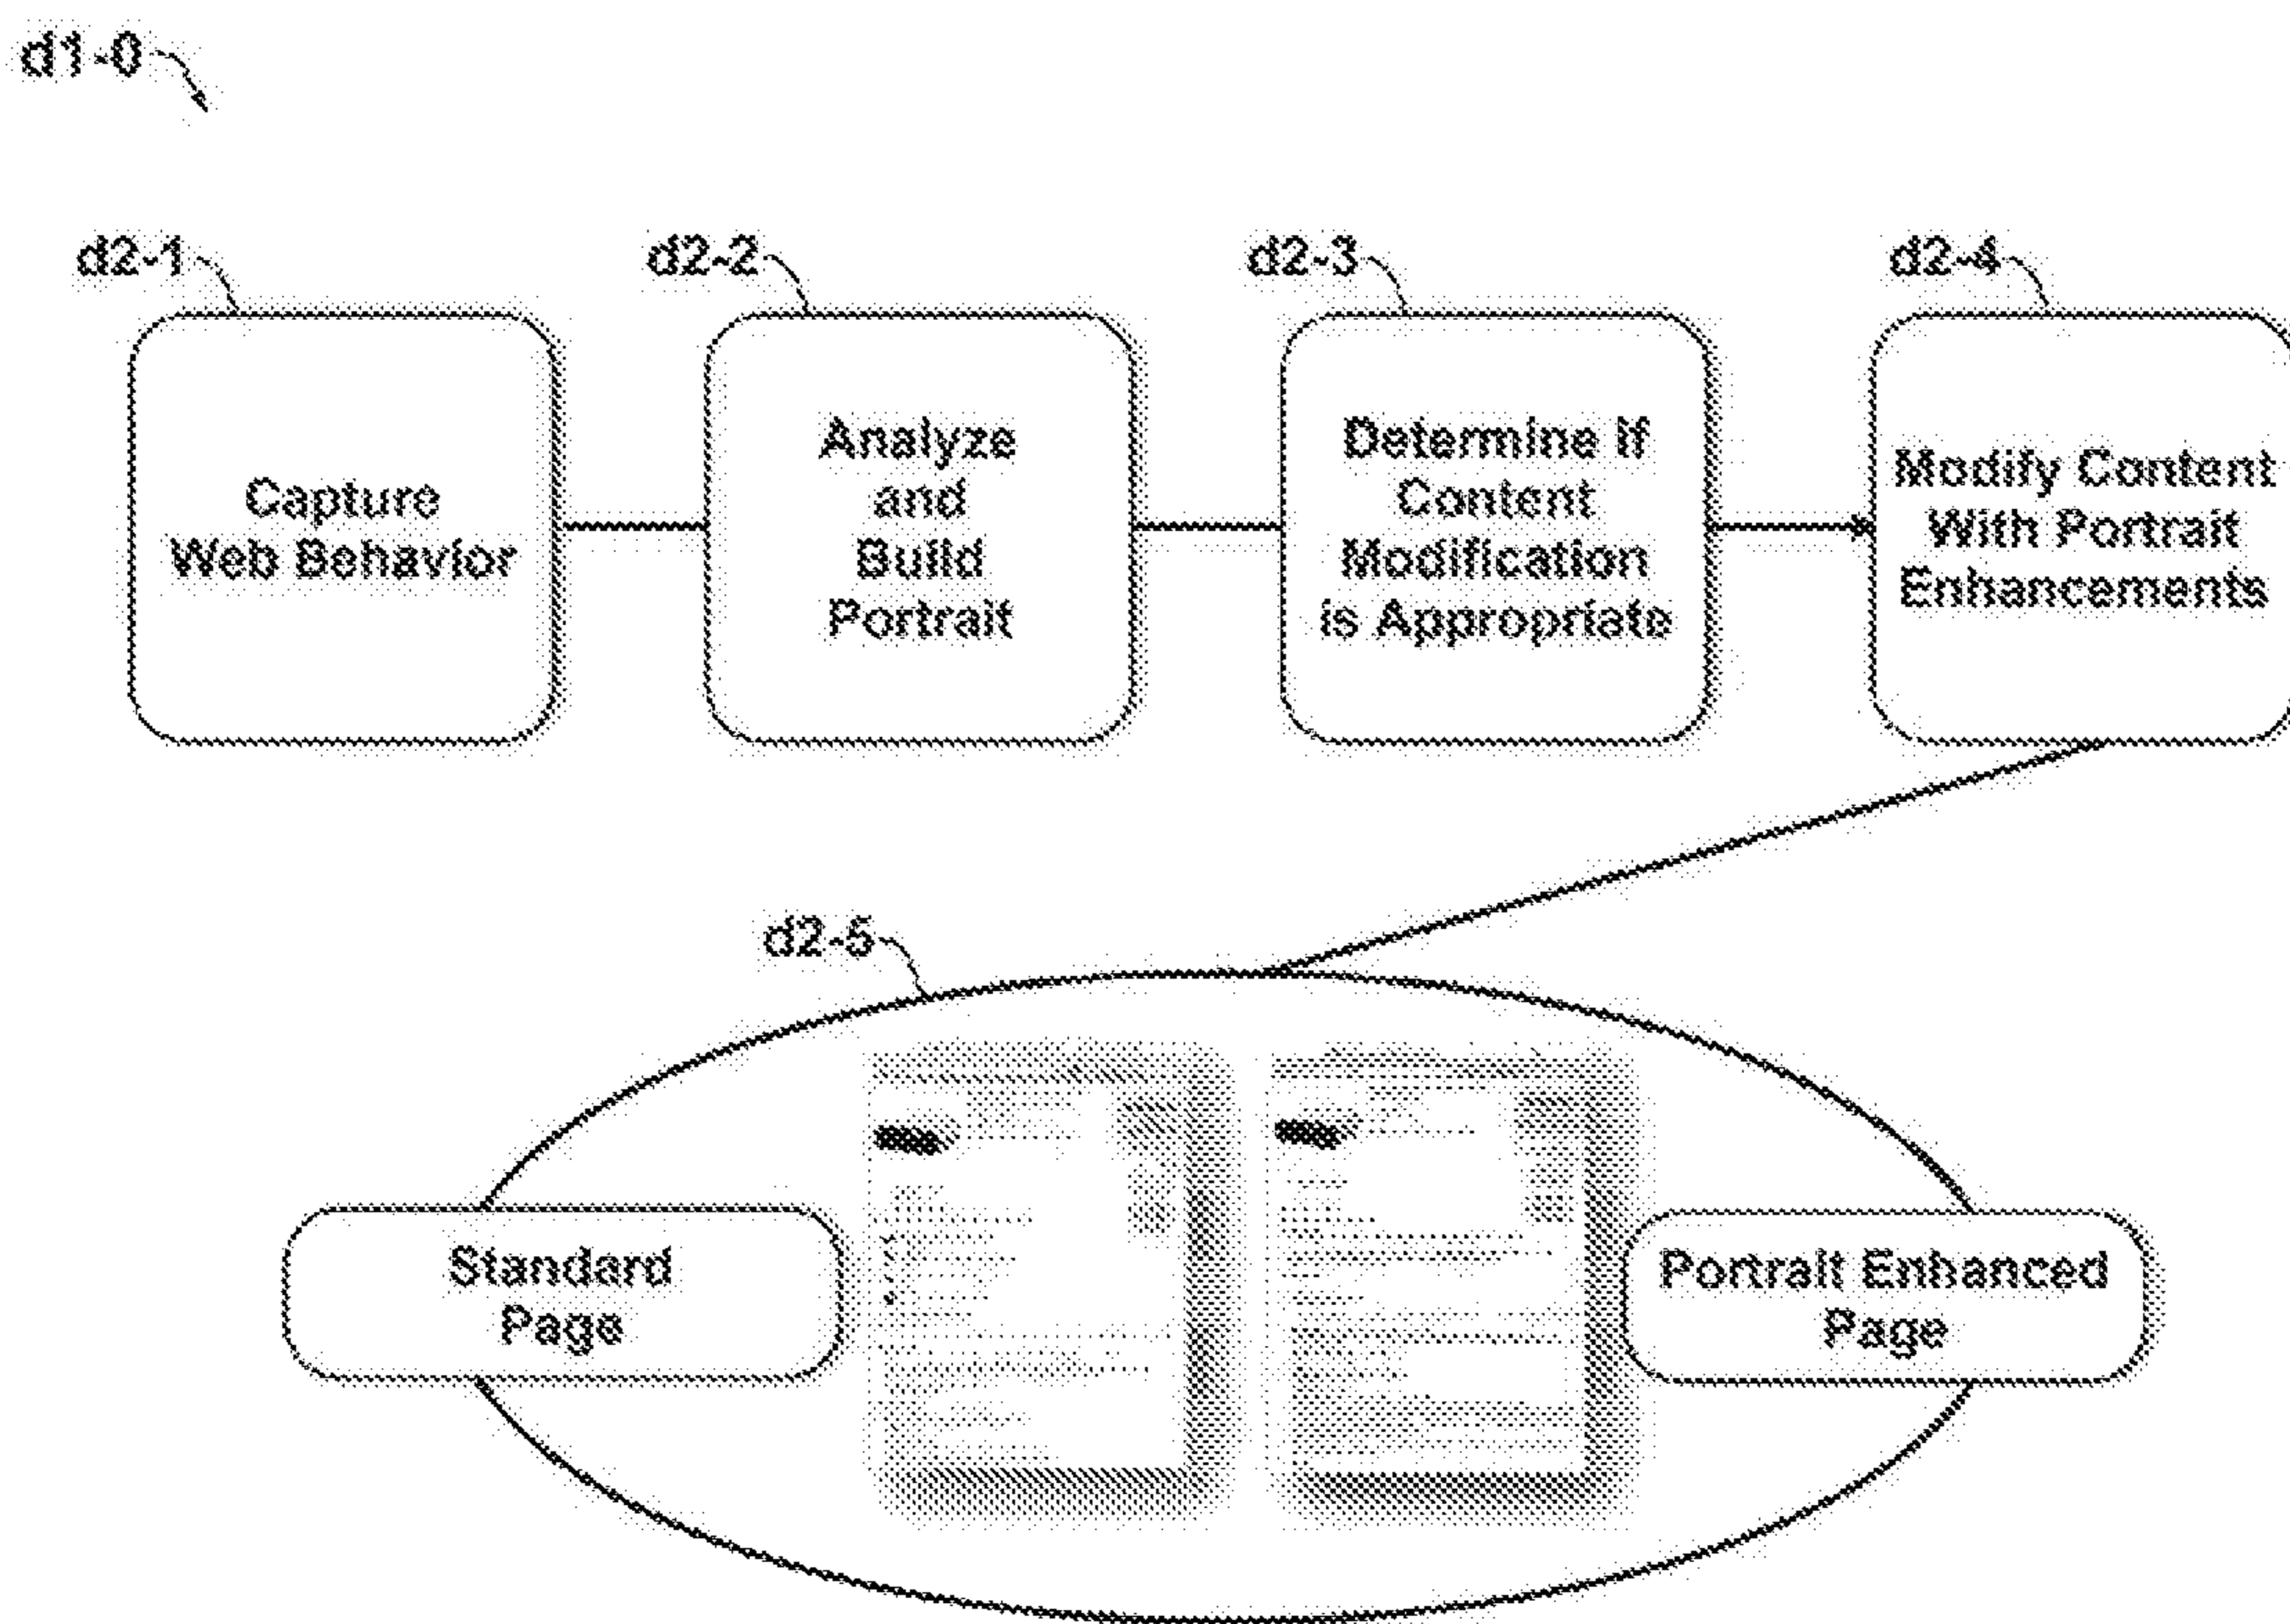 d1-0
d2-1
d2-2
d2-3
d2-4
Capture
Web Behavior
Analyze
and
Build
Portrait
Determine if
Content
Modification
is Appropriate
Modify Content
With Portrait
Enhancements
d2-5
Standard
Page
Portrait Enhanced
Page